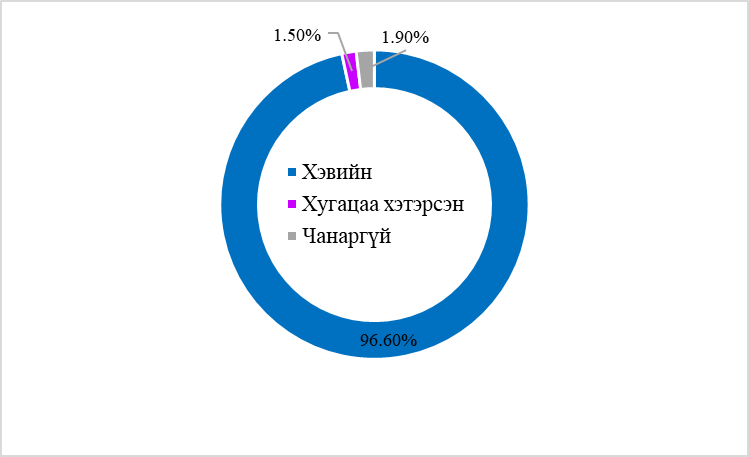 1.50%
1.90%
Хэвийн
Хугацаа хэтэрсэн
Чанаргүй
96.60%